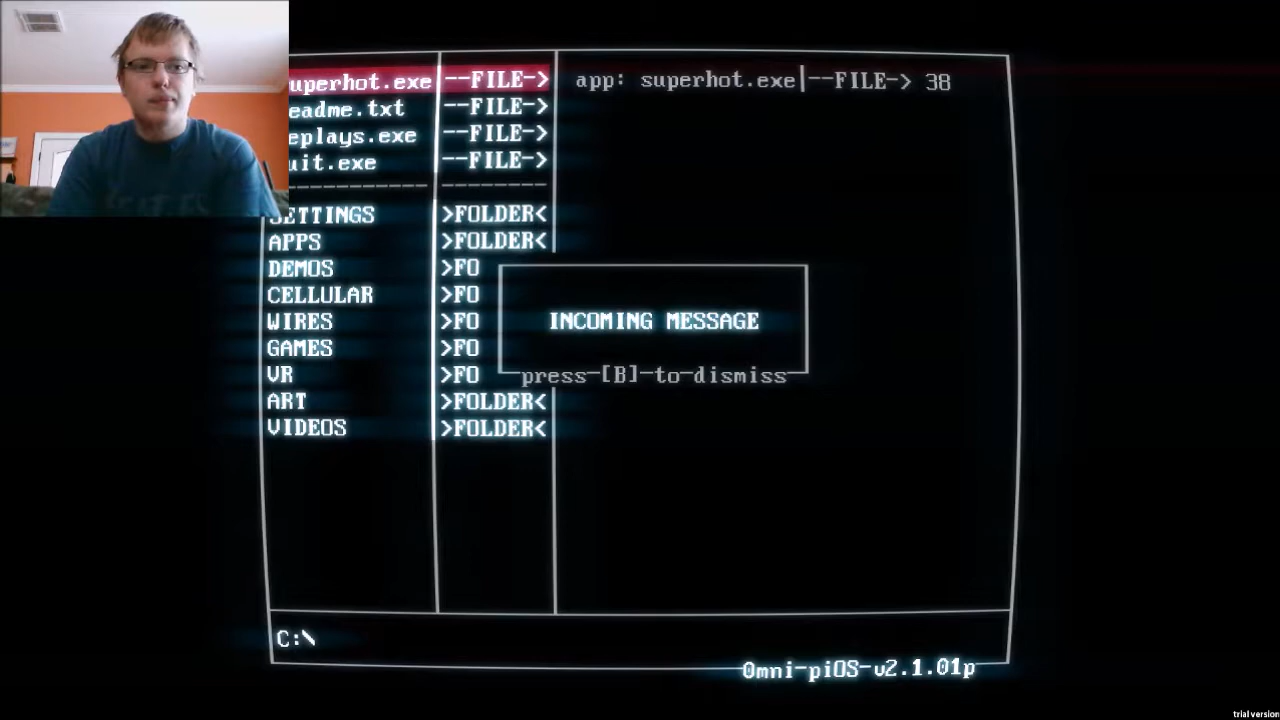 uperhot.exe --FILE-> app: superhot.exe --FILE-> 38
eadme.txt --FILE->
eplays.exe --FILE->
uit.exe --FILE->
SETTINGS >FOLDER<
APPS >FOLDER<
DEMOS >FO
CELLULAR >FO
WIRES >FO
GAMES >FO
VR >FO
ART >FOLDER<
VIDEOS >FOLDER<
INCOMING MESSAGE
press-[B]-to-dismiss
C:\
Omni-piOS-v2.1.01p
trial version